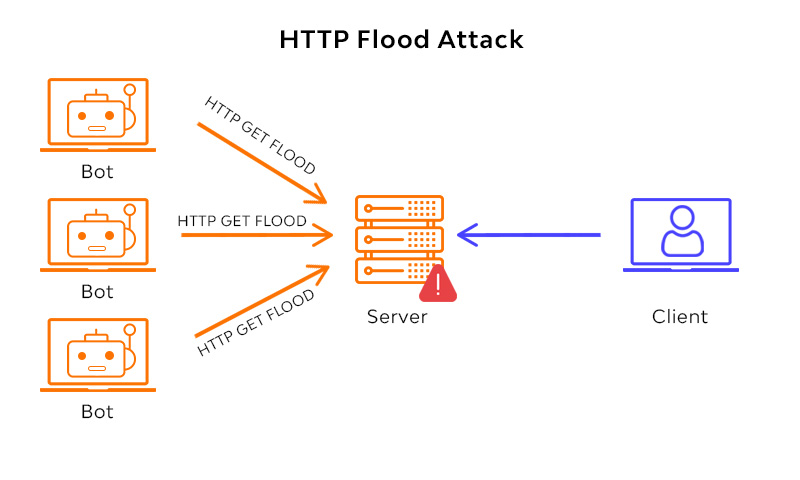 HTTP Flood Attack
Bot
HTTP GET FLOOD
Bot
HTTP GET FLOOD
Bot
HTTP GET FLOOD
Server
Client